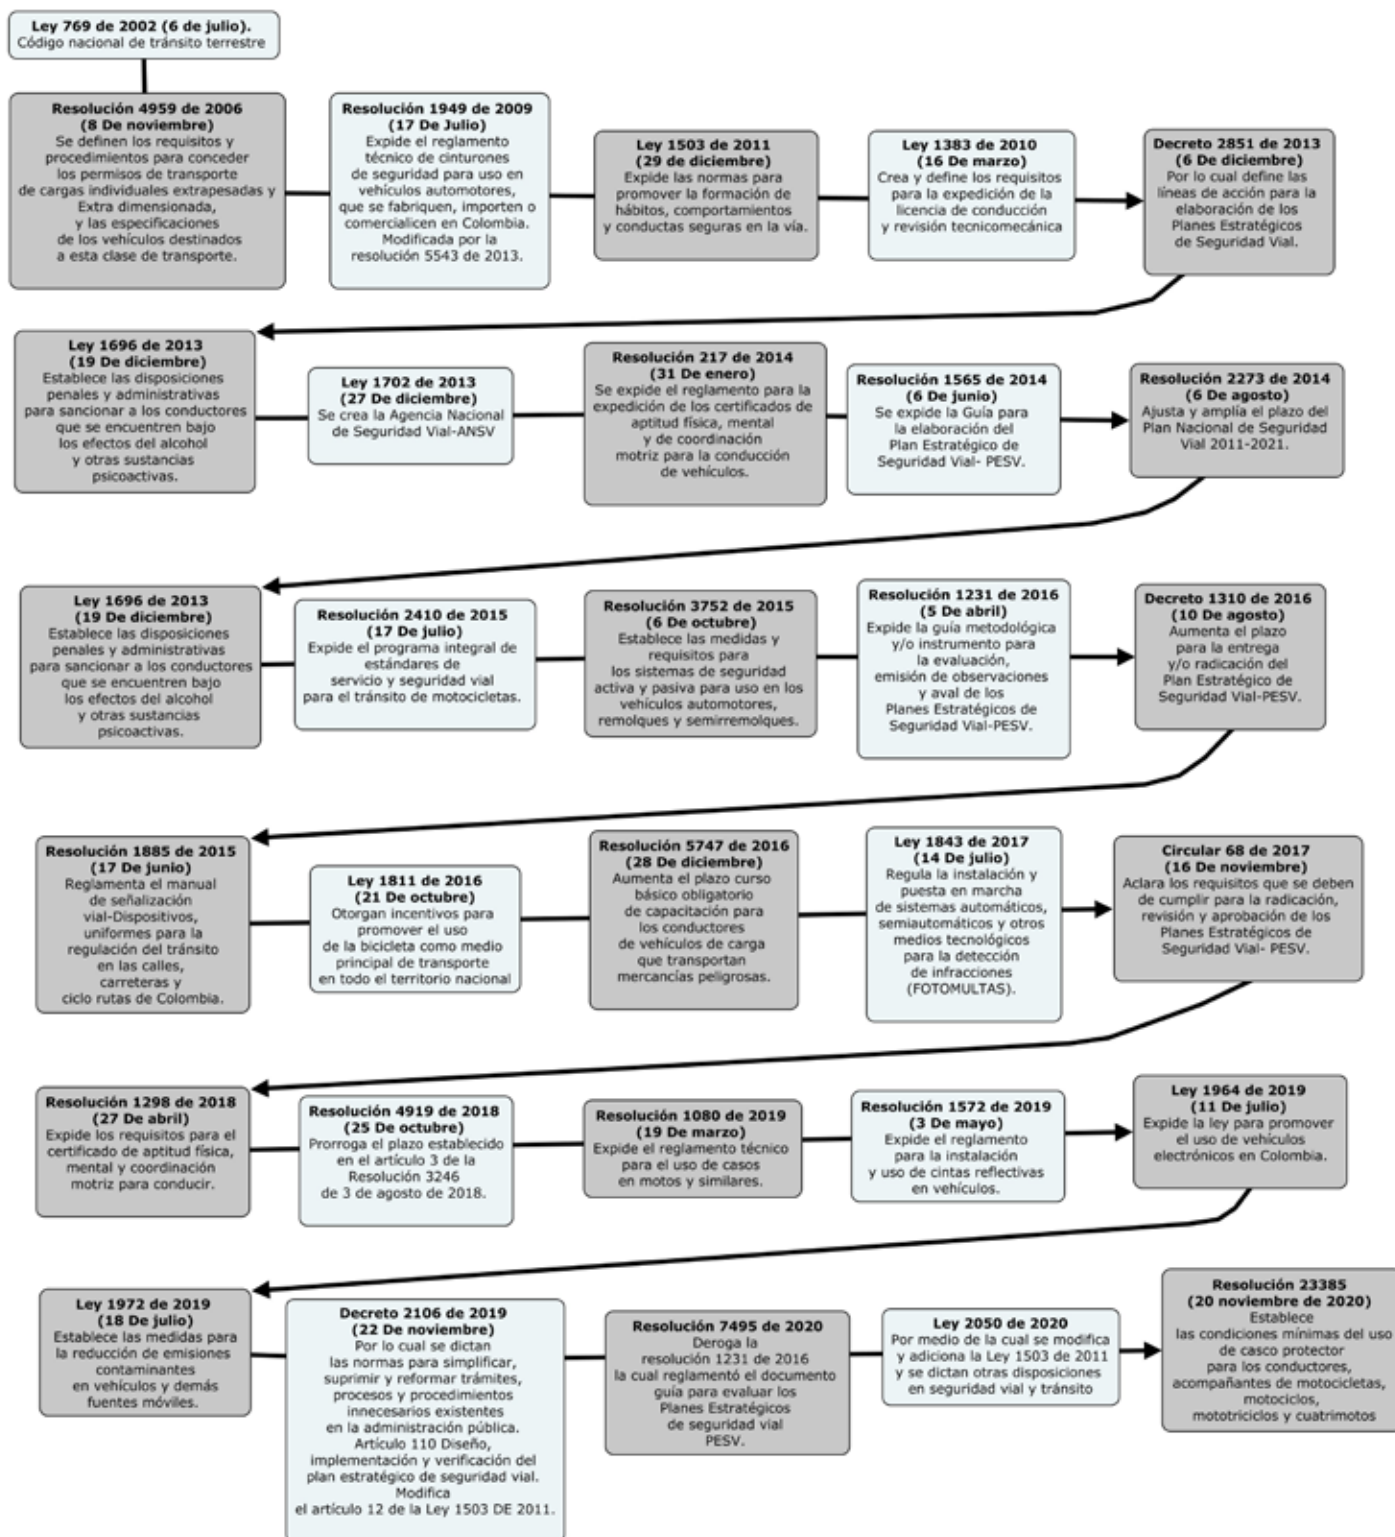 Ley 769 de 2002 (6 de julio).
Código nacional de tránsito terrestre
Resolución 4959 de 2006
(8 De noviembre)
Se definen los requisitos y
procedimientos para conceder
los permisos de transporte
de cargas individuales extrapesadas y
Extra dimensionada,
y las especificaciones
de los vehículos destinados
a esta clase de transporte.
Resolución 1949 de 2009
(17 De Julio)
Expide el reglamento
técnico de cinturones
de seguridad para uso en
vehículos automotores,
que se fabriquen, importen o
comercialicen en Colombia.
Modificada por la
resolución 5543 de 2013.
Ley 1503 de 2011
(29 de diciembre)
Expide las normas para
promover la formación de
hábitos, comportamientos
y conductas seguras en la vía.
Ley 1383 de 2010
(16 De marzo)
Crea y define los requisitos
para la expedición de la
licencia de conducción
y revisión tecnicomecánica
Decreto 2851 de 2013
(6 De diciembre)
Por lo cual define las
líneas de acción para la
elaboración de los
Planes Estratégicos
de Seguridad Vial.
Ley 1696 de 2013
(19 De diciembre)
Establece las disposiciones
penales y administrativas
para sancionar a los conductores
que se encuentren bajo
los efectos del alcohol
y otras sustancias
psicoactivas.
Ley 1702 de 2013
(27 De diciembre)
Se crea la Agencia Nacional
de Seguridad Vial-ANSV
Resolución 217 de 2014
(31 De enero)
Se expide el reglamento para la
expedición de los certificados de
aptitud física, mental
y de coordinación
motriz para la conducción
de vehículos.
Resolución 1565 de 2014
(6 De junio)
Se expide la Guía para
la elaboración del
Plan Estratégico de
Seguridad Vial- PESV.
Resolución 2273 de 2014
(6 De agosto)
Ajusta y amplía el plazo del
Plan Nacional de Seguridad
Vial 2011-2021.
Ley 1696 de 2013
(19 De diciembre)
Establece las disposiciones
penales y administrativas
para sancionar a los conductores
que se encuentren bajo
los efectos del alcohol
y otras sustancias
psicoactivas.
Resolución 2410 de 2015
(17 De julio)
Expide el programa integral de
estándares de
servicio y seguridad vial
para el tránsito de motocicletas.
Resolución 3752 de 2015
(6 De octubre)
Establece las medidas y
requisitos para
los sistemas de seguridad
activa y pasiva para uso en los
vehículos automotores,
remolques y semirremolques.
Resolución 1231 de 2016
(5 De abril)
Expide la guía metodológica
y/o instrumento para
la evaluación,
emisión de observaciones
y aval de los
Planes Estratégicos de
Seguridad Vial-PESV.
Decreto 1310 de 2016
(10 De agosto)
Aumenta el plazo
para la entrega
y/o radicación del
Plan Estratégico de
Seguridad Vial-PESV.
Resolución 1885 de 2015
(17 De junio)
Reglamenta el manual
de señalización
vial-Dispositivos,
uniformes para la
regulación del tránsito
en las calles,
carreteras y
ciclo rutas de Colombia.
Ley 1811 de 2016
(21 De octubre)
Otorgan incentivos para
promover el uso
de la bicicleta como medio
principal de transporte
en todo el territorio nacional
Resolución 5747 de 2016
(28 De diciembre)
Aumenta el plazo curso
básico obligatorio
de capacitación para
los conductores
de vehículos de carga
que transportan
mercancías peligrosas.
Ley 1843 de 2017
(14 De julio)
Regula la instalación y
puesta en marcha
de sistemas automáticos,
semiautomáticos y otros
medios tecnológicos
para la detección
de infracciones
(FOTOMULTAS).
Circular 68 de 2017
(16 De noviembre)
Aclara los requisitos que se deben
de cumplir para la radicación,
revisión y aprobación de los
Planes Estratégicos de
Seguridad Vial- PESV.
Resolución 1298 de 2018
(27 De abril)
Expide los requisitos para el
certificado de aptitud física,
mental y coordinación
motriz para conducir.
Resolución 4919 de 2018
(25 De octubre)
Prorroga el plazo establecido
en el artículo 3 de la
Resolución 3246
de 3 de agosto de 2018.
Resolución 1080 de 2019
(19 De marzo)
Expide el reglamento técnico
para el uso de casos
en motos y similares.
Resolución 1572 de 2019
(3 De mayo)
Expide el reglamento
para la instalación
y uso de cintas reflectivas
en vehículos.
Ley 1964 de 2019
(11 De julio)
Expide la ley para promover
el uso de vehículos
electrónicos en Colombia.
Ley 1972 de 2019
(18 De julio)
Establece las medidas para
la reducción de emisiones
contaminantes
en vehículos y demás
fuentes móviles.
Decreto 2106 de 2019
(22 De noviembre)
Por lo cual se dictan
las normas para simplificar,
suprimir y reformar trámites,
procesos y procedimientos
innecesarios existentes
en la administración pública.
Artículo 110 Diseño,
implementación y verificación del
plan estratégico de seguridad vial.
Modifica
el artículo 12 de la Ley 1503 DE 2011.
Resolución 7495 de 2020
Deroga la
resolución 1231 de 2016
la cual reglamentó el documento
guía para evaluar los
Planes Estratégicos
de seguridad vial
PESV.
Ley 2050 de 2020
Por medio de la cual se modifica
y adiciona la Ley 1503 de 2011
y se dictan otras disposiciones
en seguridad vial y tránsito
Resolución 23385
(20 noviembre de 2020)
Establece
las condiciones mínimas del uso
de casco protector
para los conductores,
acompañantes de motocicletas,
motociclos,
mototriciclos y cuatrimotos